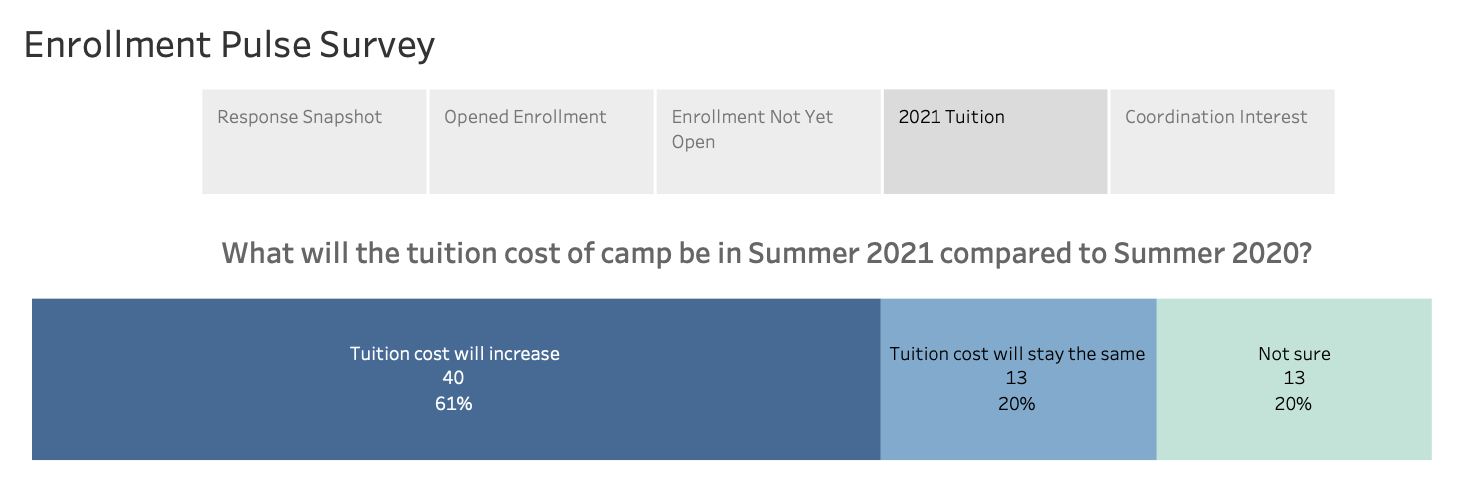 Enrollment Pulse Survey
Response Snapshot
Opened Enrollment
Enrollment Not Yet
Open
2021 Tuition
Coordination Interest
What will the tuition cost of camp be in Summer 2021 compared to Summer 2020?
Tuition cost will increase
40
61%
Tuition cost will stay the same
13
20%
Not sure
13
20%